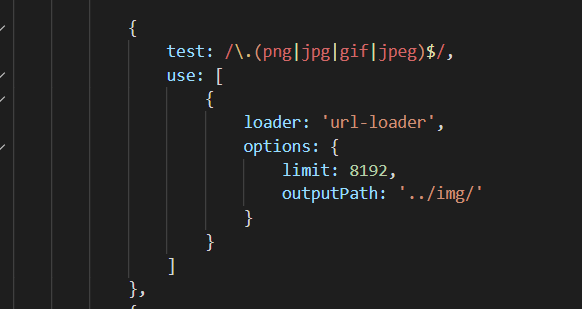 {
test: /\.(png|jpg|gif|jpeg)$/,
use: [
{
loader: 'url-loader',
options: {
limit: 8192,
outputPath: '../img/'
}
}
]
},